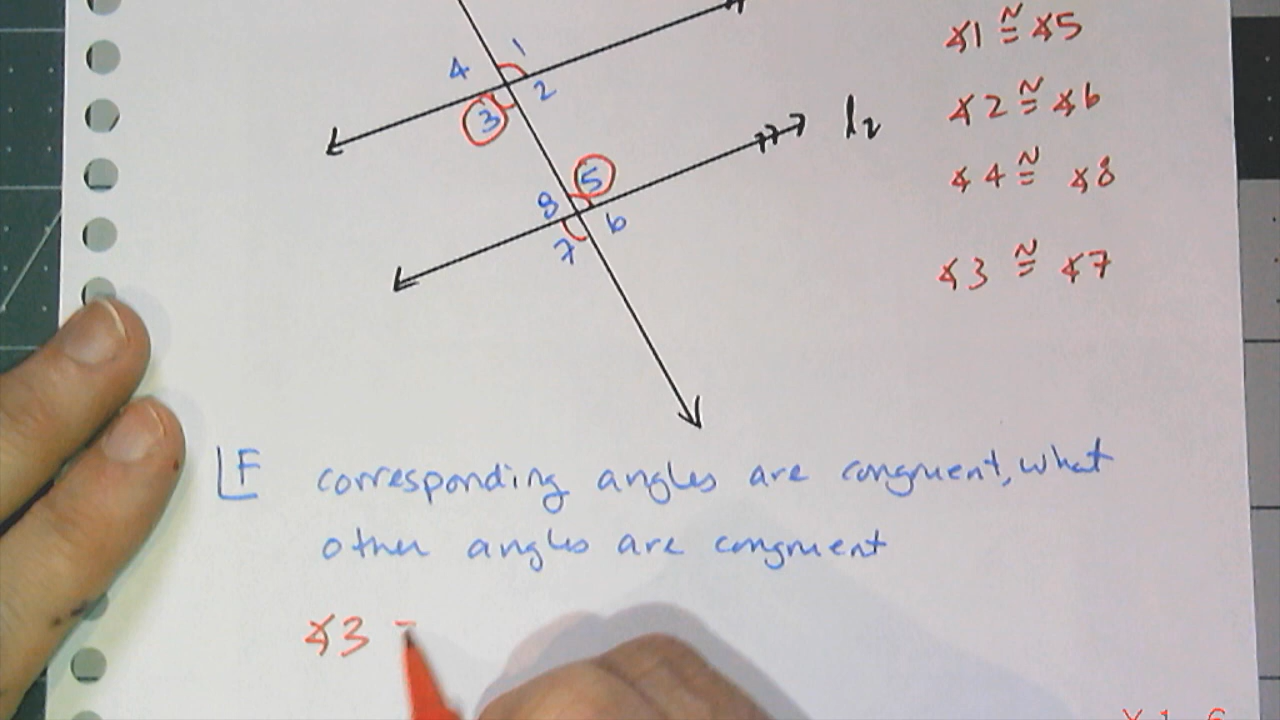 1
4
2
3
l₂
5
8
6
7
∡1 ≅ ∡5
∡2 ≅ ∡6
∡4 ≅ ∡8
∡3 ≅ ∡7
IF corresponding angles are congruent, what
other angles are congruent
∡3